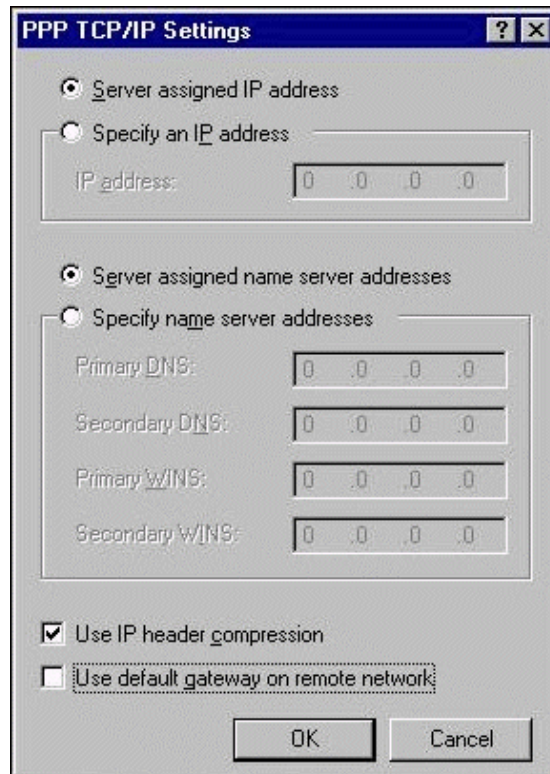 PPP TCP/IP Settings
? ×
Server assigned IP address
Specify an IP address
IP address: 0 .0 .0 .0
Server assigned name server addresses
Specify name server addresses
Primary DNS: 0 .0 .0 .0
Secondary DNS: 0 .0 .0 .0
Primary WINS: 0 .0 .0 .0
Secondary WINS: 0 .0 .0 .0
Use IP header compression
Use default gateway on remote network
OK Cancel